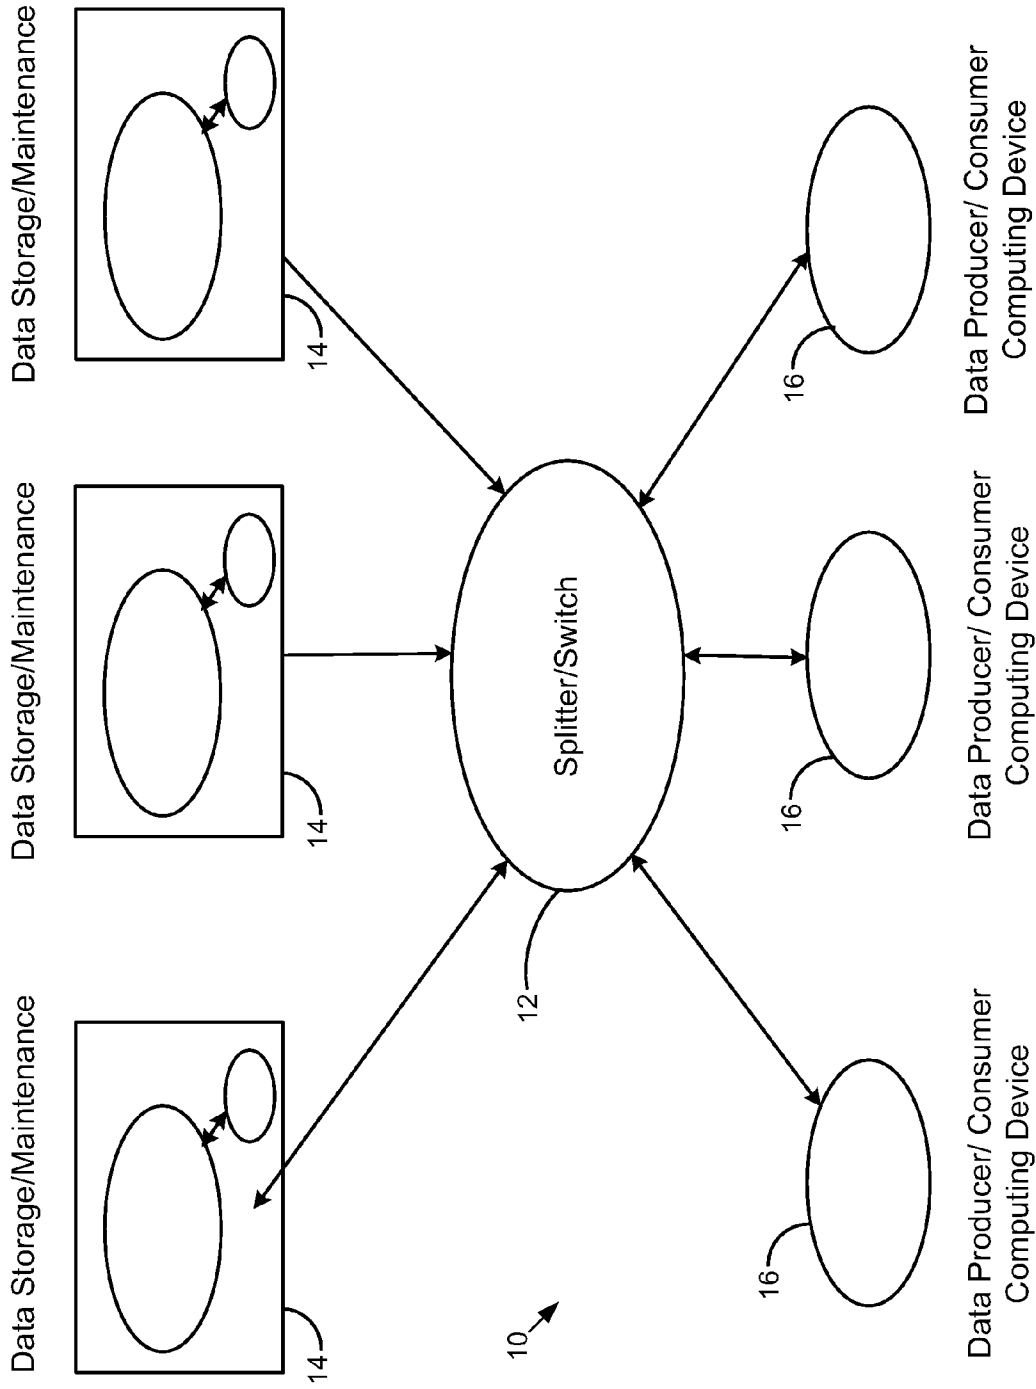 Data Storage/Maintenance
Data Storage/Maintenance
Data Storage/Maintenance
14
14
14
10
12
Splitter/Switch
16
16
16
Data Producer/ Consumer
Computing Device
Data Producer/ Consumer
Computing Device
Data Producer/ Consumer
Computing Device